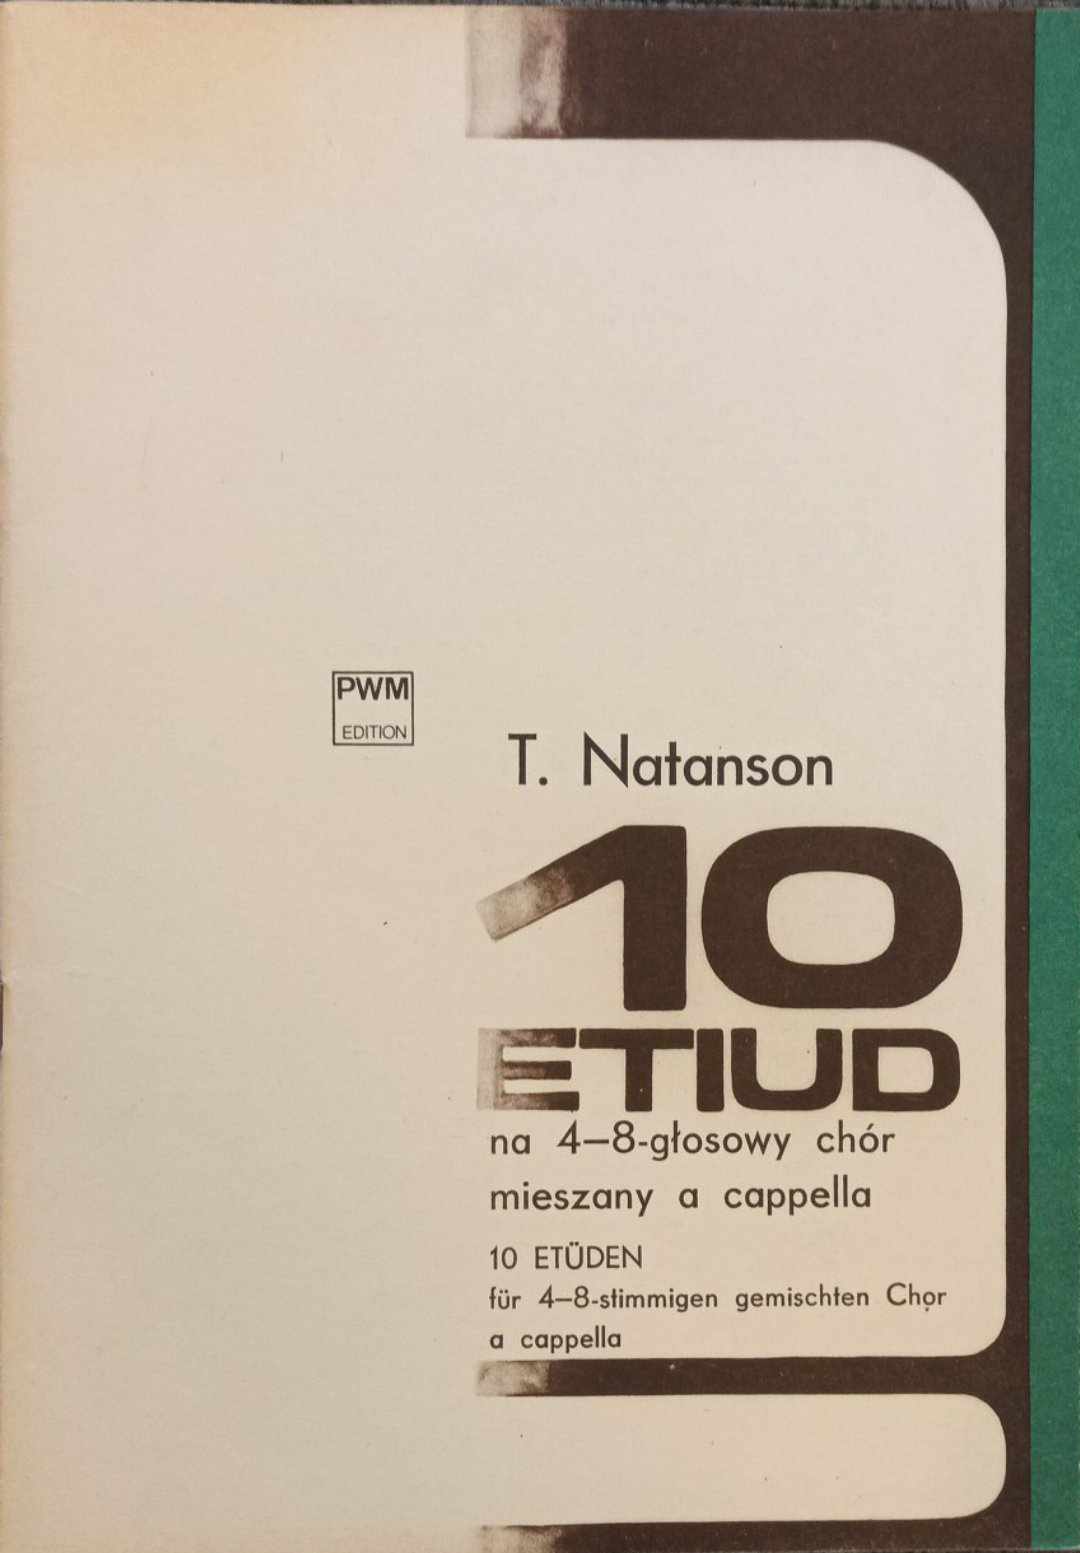 PWM
EDITION
T. Natanson
10
ETIUD
na 4–8-głosowy chór
mieszany a cappella
10 ETÜDEN
für 4–8-stimmigen gemischten Chor
a cappella